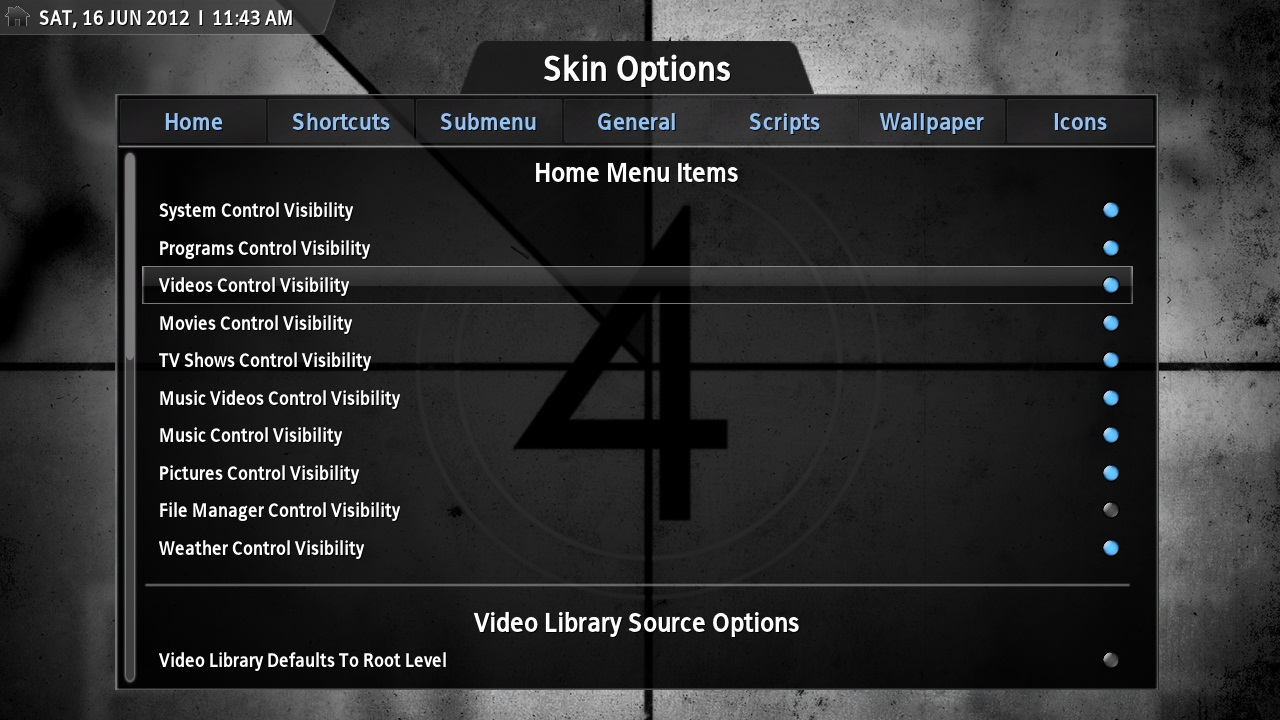 SAT, 16 JUN 2012 I 11:43 AM
Skin Options
Home Shortcuts Submenu General Scripts Wallpaper Icons
Home Menu Items
System Control Visibility
Programs Control Visibility
Videos Control Visibility
Movies Control Visibility
TV Shows Control Visibility
Music Videos Control Visibility
Music Control Visibility
Pictures Control Visibility
File Manager Control Visibility
Weather Control Visibility
4
Video Library Source Options
Video Library Defaults To Root Level